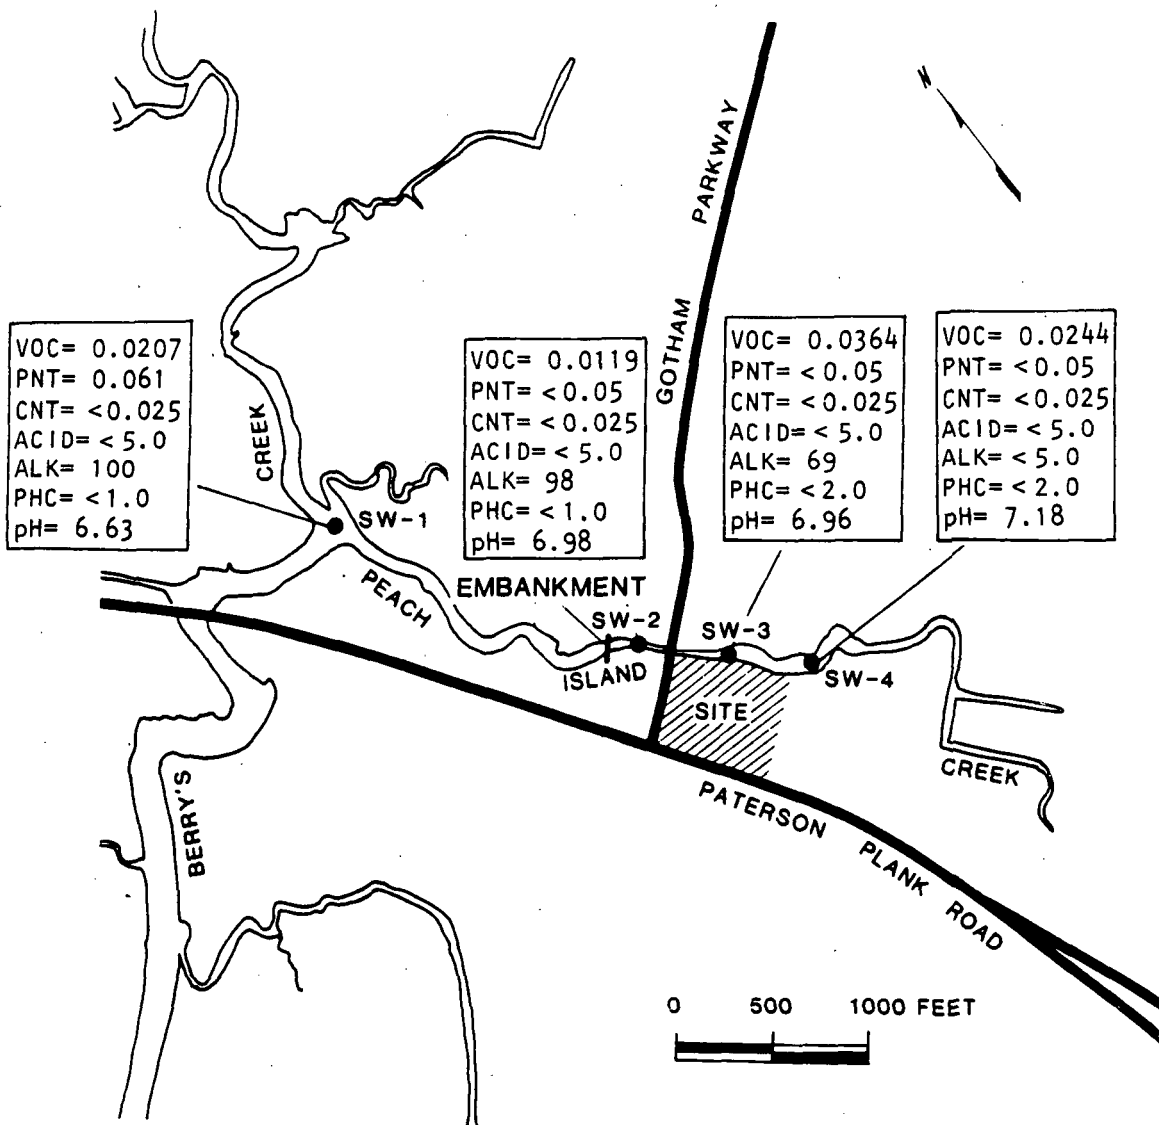 N
GOTHAM PARKWAY
VOC= 0.0207
PNT= 0.061
CNT= <0.025
ACID= <5.0
ALK= 100
PHC= <1.0
pH= 6.63
VOC= 0.0119
PNT= <0.05
CNT= <0.025
ACID= <5.0
ALK= 98
PHC= <1.0
pH= 6.98
VOC= 0.0364
PNT= <0.05
CNT= <0.025
ACID= <5.0
ALK= 69
PHC= <2.0
pH= 6.96
VOC= 0.0244
PNT= <0.05
CNT= <0.025
ACID= <5.0
ALK= <5.0
PHC= <2.0
pH= 7.18
CREEK
SW-1
PEACH
EMBANKMENT
SW-2
SW-3
SW-4
ISLAND
SITE
CREEK
BERRY'S
PATERSON PLANK ROAD
0 500 1000 FEET